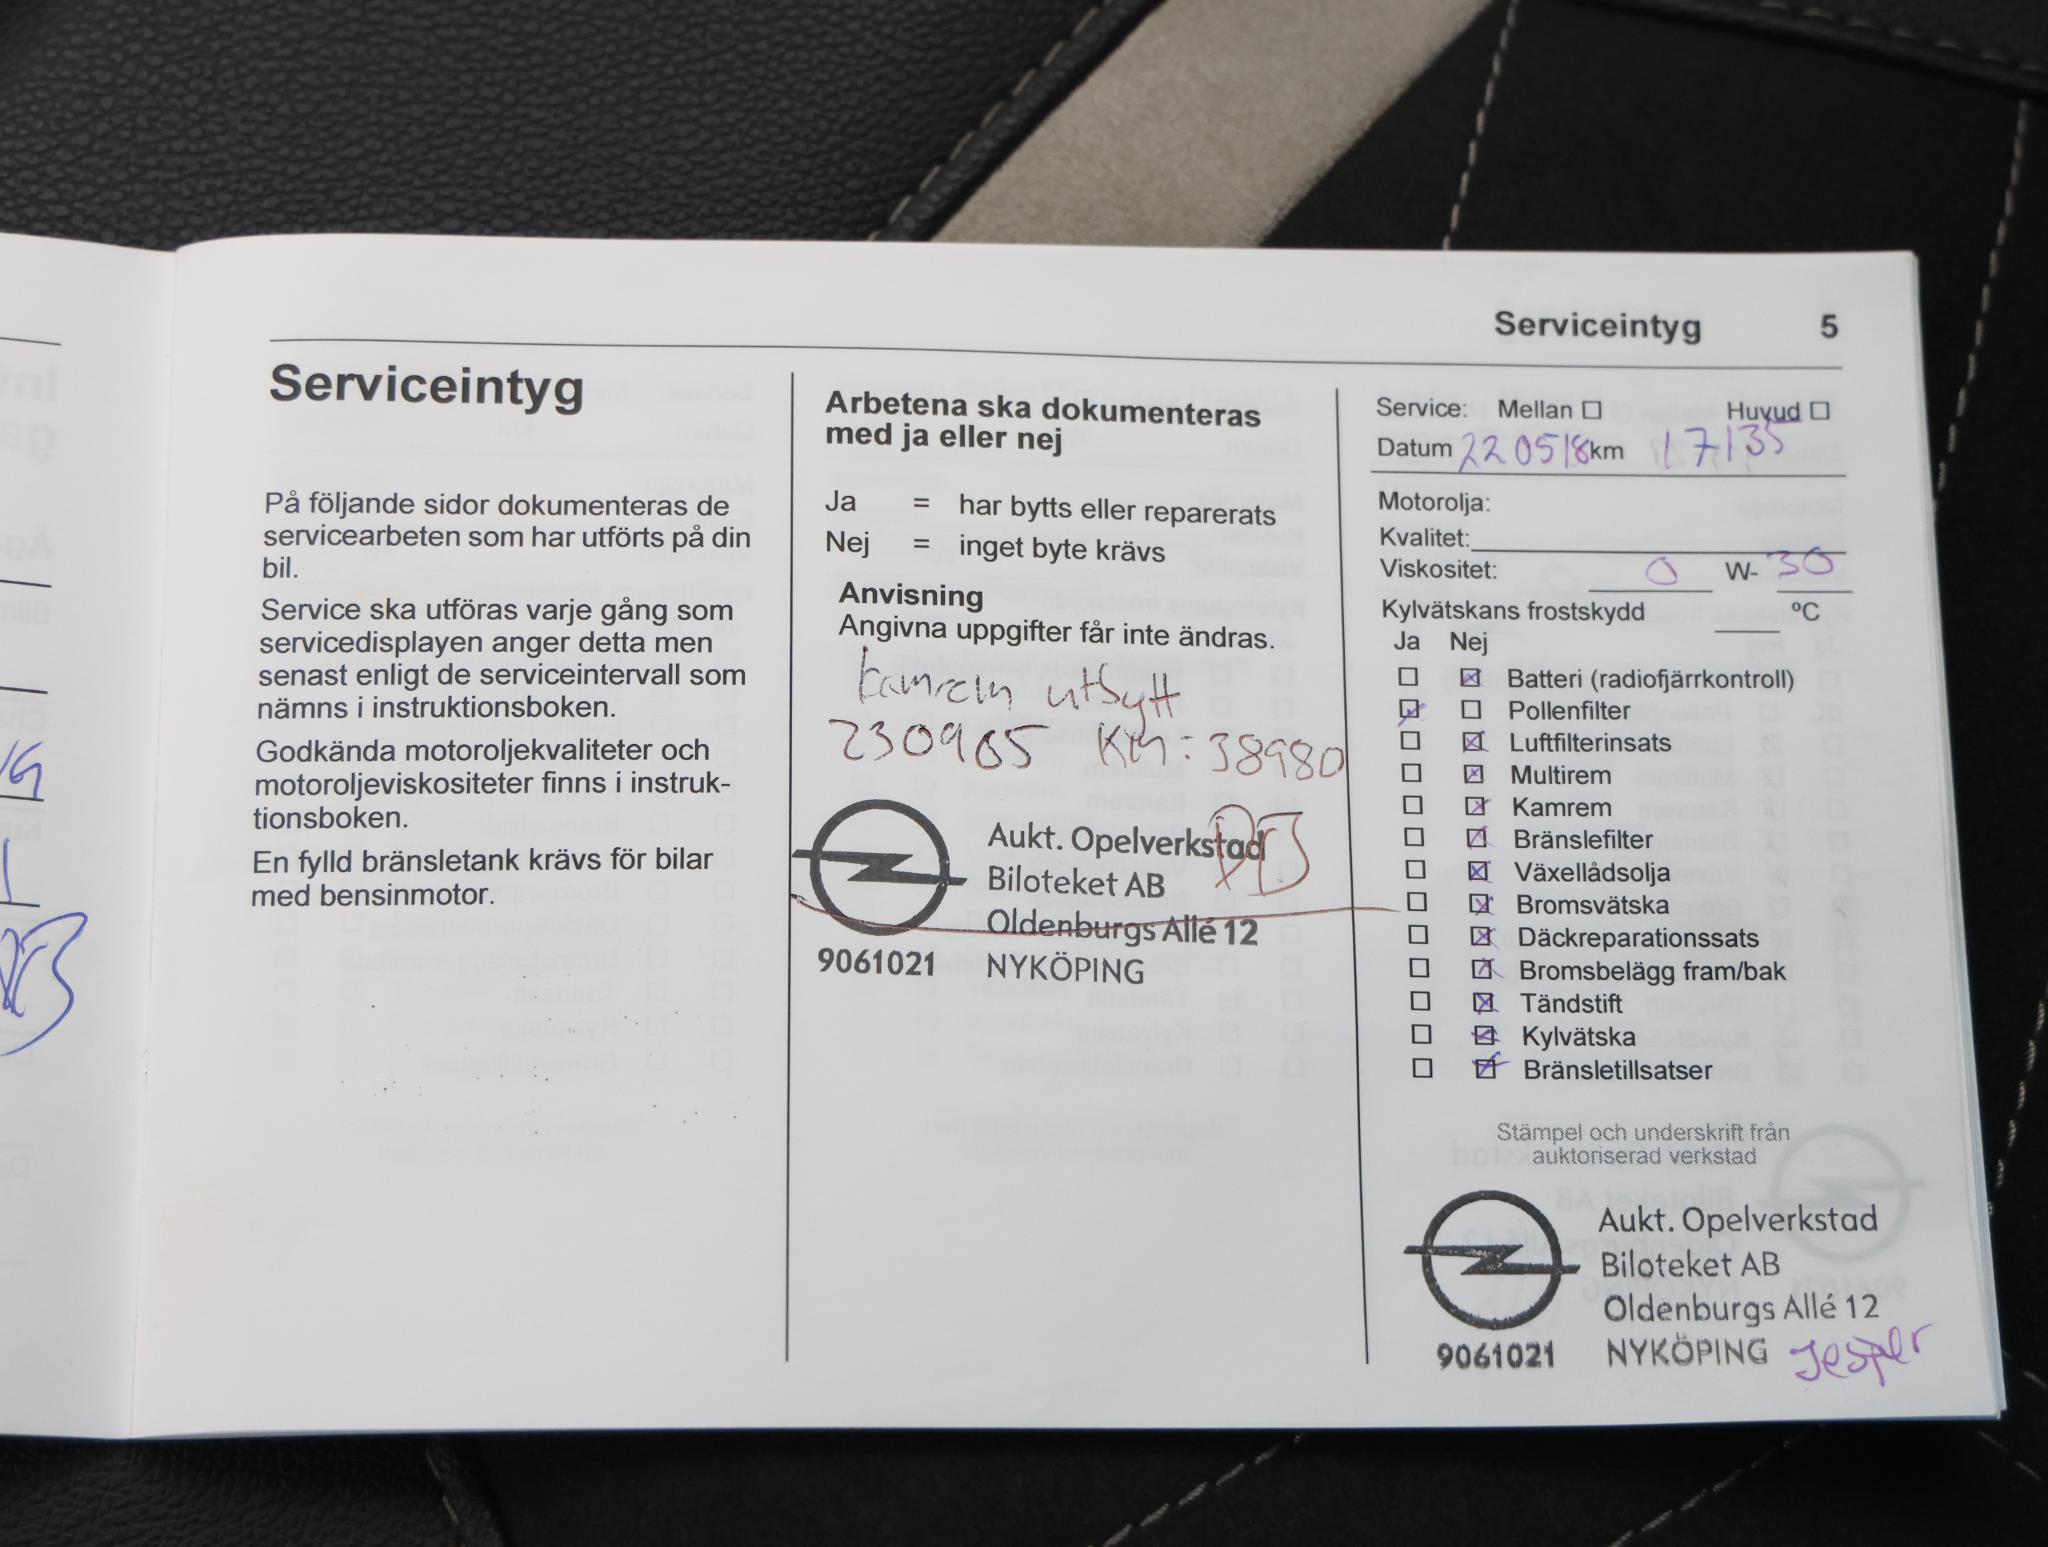 Serviceintyg 5
Serviceintyg
På följande sidor dokumenteras de
servicearbeten som har utförts på din
bil.
Service ska utföras varje gång som
servicedisplayen anger detta men
senast enligt de serviceintervall som
nämns i instruktionsboken.
Godkända motoroljekvaliteter och
motoroljeviskositeter finns i instruk-
tionsboken.
En fylld bränsletank krävs för bilar
med bensinmotor.
Arbetena ska dokumenteras
med ja eller nej
Ja = har bytts eller reparerats
Nej = inget byte krävs
Anvisning
Angivna uppgifter får inte ändras.
kamrem utbytt
230905 KM: 38980
Aukt. Opelverkstad
Biloteket AB
Oldenburgs Allé 12
9061021 NYKÖPING
Service: Mellan Huvud
Datum 220518 km 17135
Motorolja:
Kvalitet:
Viskositet: 0 W- 30
Kylvätskans frostskydd °C
Ja Nej
Batteri (radiofjärrkontroll)
Pollenfilter
Luftfilterinsats
Multirem
Kamrem
Bränslefilter
Växellådsolja
Bromsvätska
Däckreparationssats
Bromsbelägg fram/bak
Tändstift
Kylvätska
Bränsletillsatser
Stämpel och underskrift från
auktoriserad verkstad
Aukt. Opelverkstad
Biloteket AB
Oldenburgs Allé 12
9061021 NYKÖPING Jesper